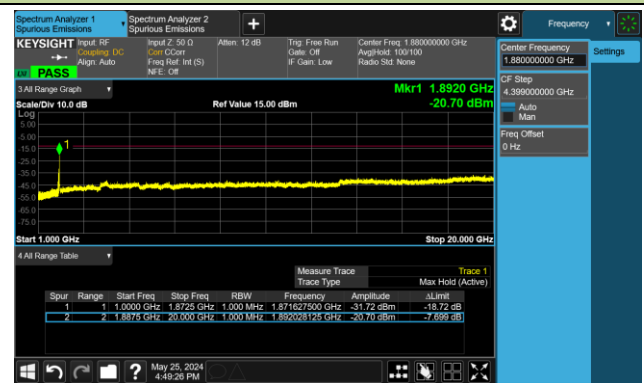 Spectrum Analyzer 1
Spurious Emissions
Spectrum Analyzer 2
Spurious Emissions
Frequency
KEYSIGHT
Input: RF
Coupling: DC
Align: Auto
Input Z: 50 Ω
Corr CCorr
Freq Ref: Int (S)
NFE: Off
Atten: 12 dB
Trig: Free Run
Gate: Off
IF Gain: Low
Center Freq: 1.880000000 GHz
Avg|Hold: 100/100
Radio Std: None
PASS
Center Frequency
1.880000000 GHz
Settings
CF Step
4.399000000 GHz
Auto
Man
Freq Offset
0 Hz
3 All Range Graph
Mkr1 1.8920 GHz
Scale/Div 10.0 dB
Ref Value 15.00 dBm
-20.70 dBm
Log
5.00
-5.00
-15.0
-25.0
-35.0
-45.0
-55.0
-65.0
-75.0
1
Start 1.000 GHz
Stop 20.000 GHz
4 All Range Table
Measure Trace Trace 1
Trace Type Max Hold (Active)
Spur Range Start Freq Stop Freq RBW Frequency Amplitude ΔLimit
1 1 1.0000 GHz 1.8725 GHz 1.000 MHz 1.871627500 GHz -31.72 dBm -18.72 dB
2 2 1.8875 GHz 20.000 GHz 1.000 MHz 1.892028125 GHz -20.70 dBm -7.699 dB
May 25, 2024
4:49:26 PM